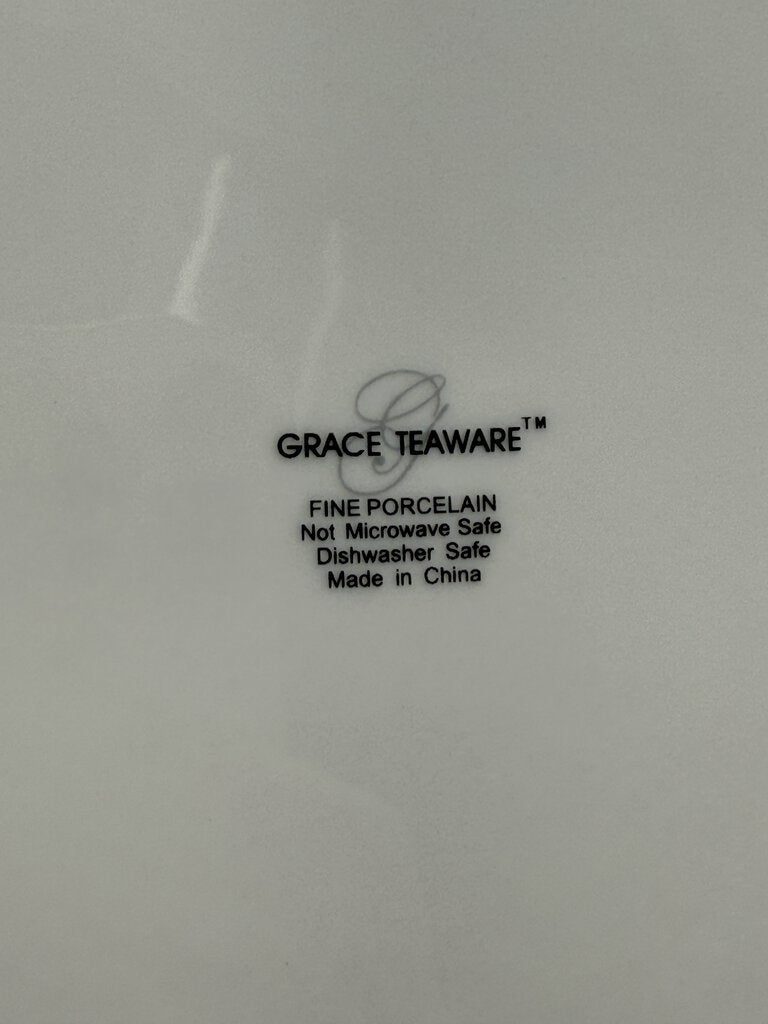 G
GRACE TEAWARE™
FINE PORCELAIN
Not Microwave Safe
Dishwasher Safe
Made in China